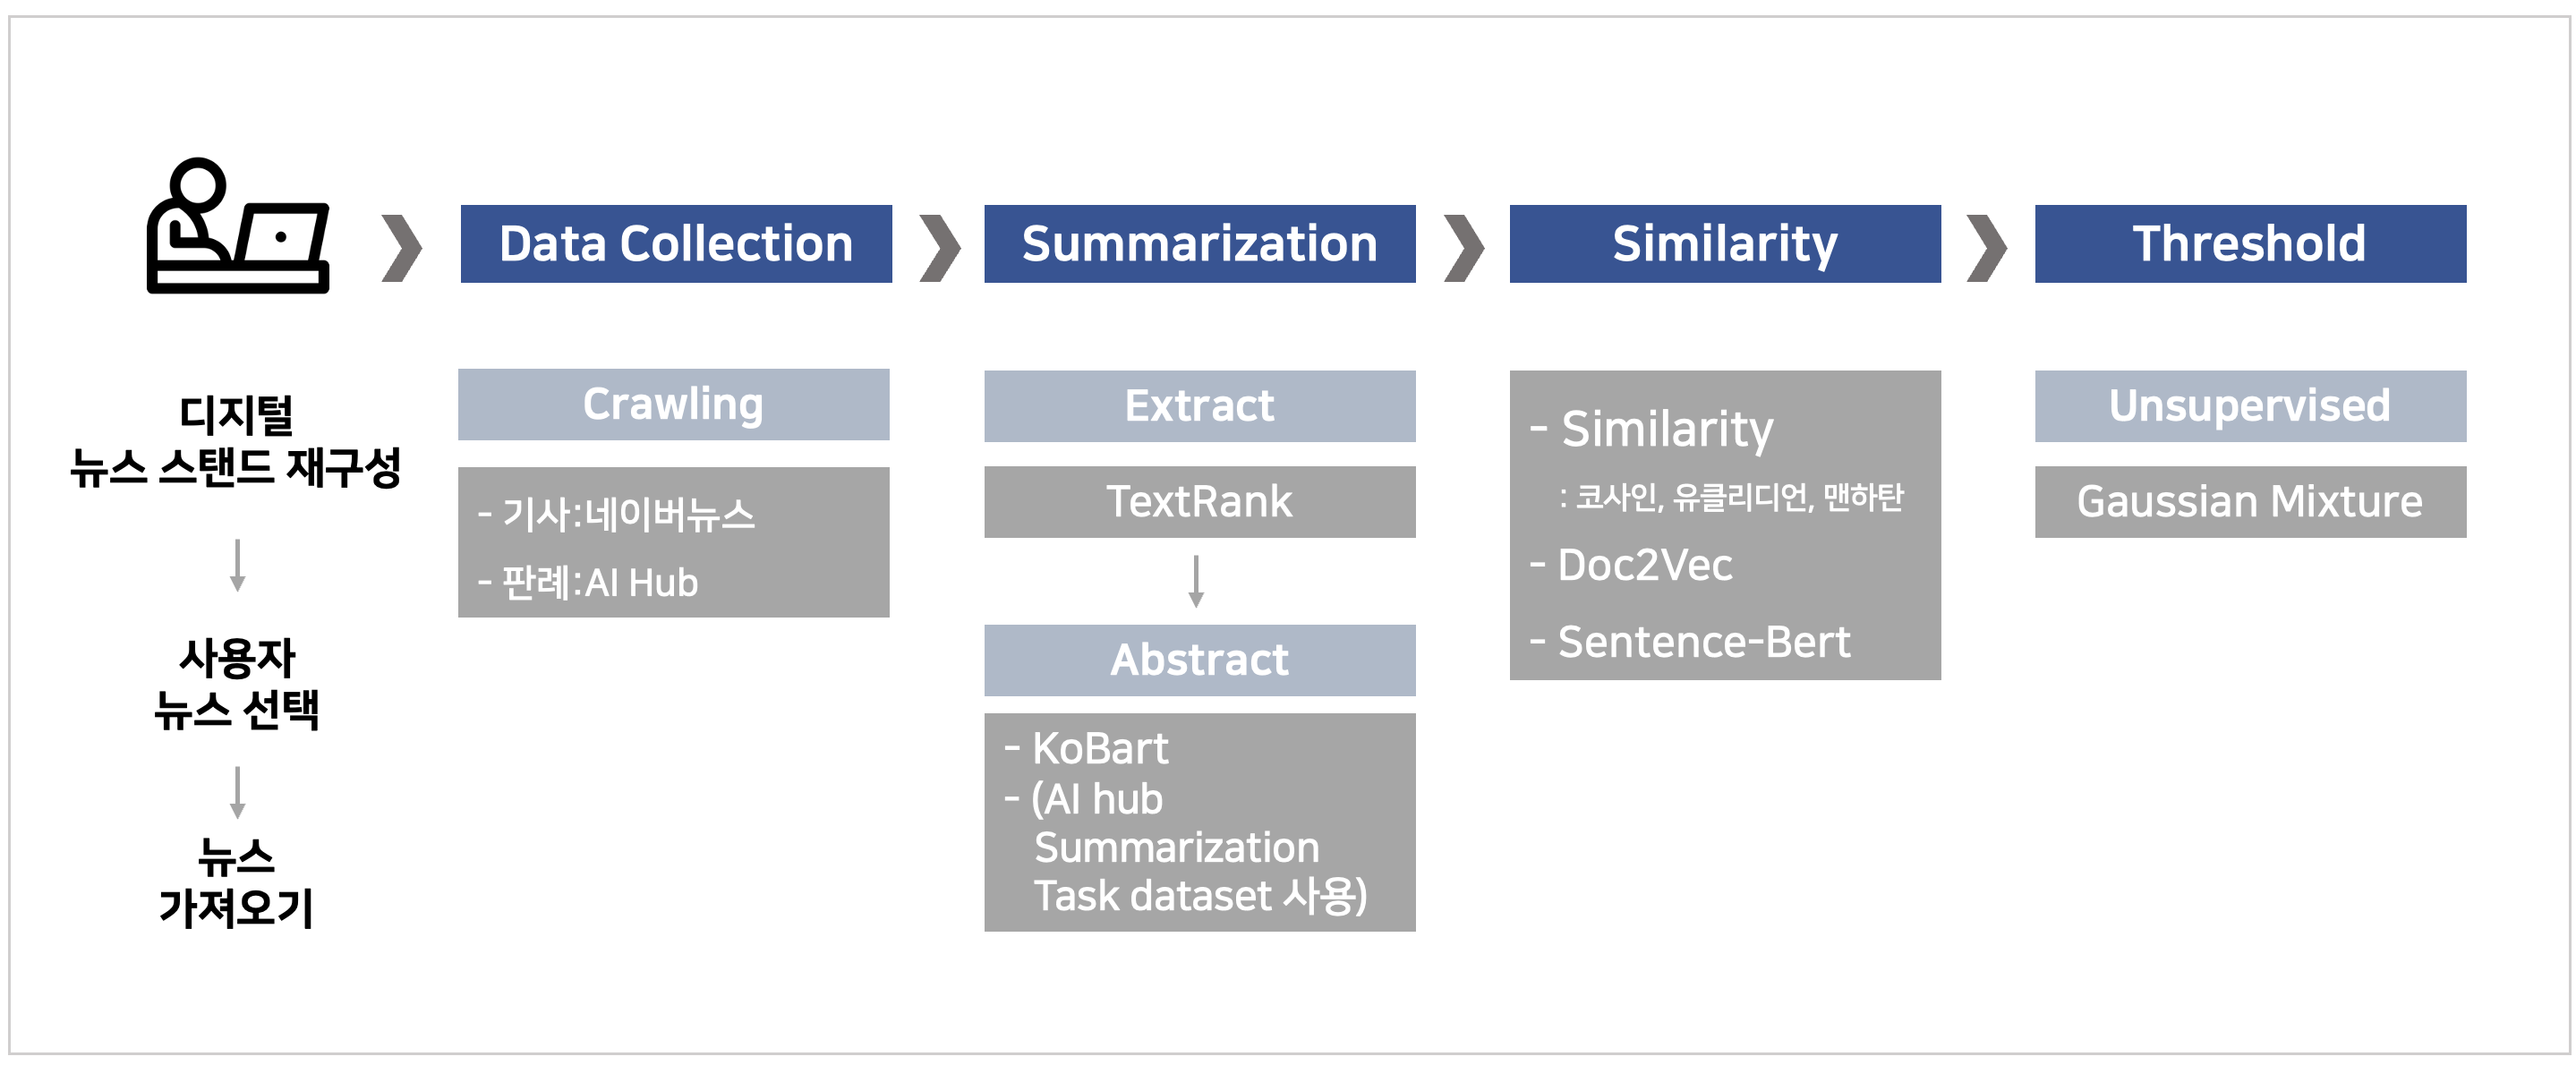 디지털
뉴스 스탠드 재구성
사용자
뉴스 선택
뉴스
가져오기
Data Collection
Crawling
- 기사:네이버뉴스
- 판례:AI Hub
Summarization
Extract
TextRank
Abstract
- KoBart
- (AI hub
Summarization
Task dataset 사용)
Similarity
- Similarity
: 코사인, 유클리디언, 맨하탄
- Doc2Vec
- Sentence-Bert
Threshold
Unsupervised
Gaussian Mixture